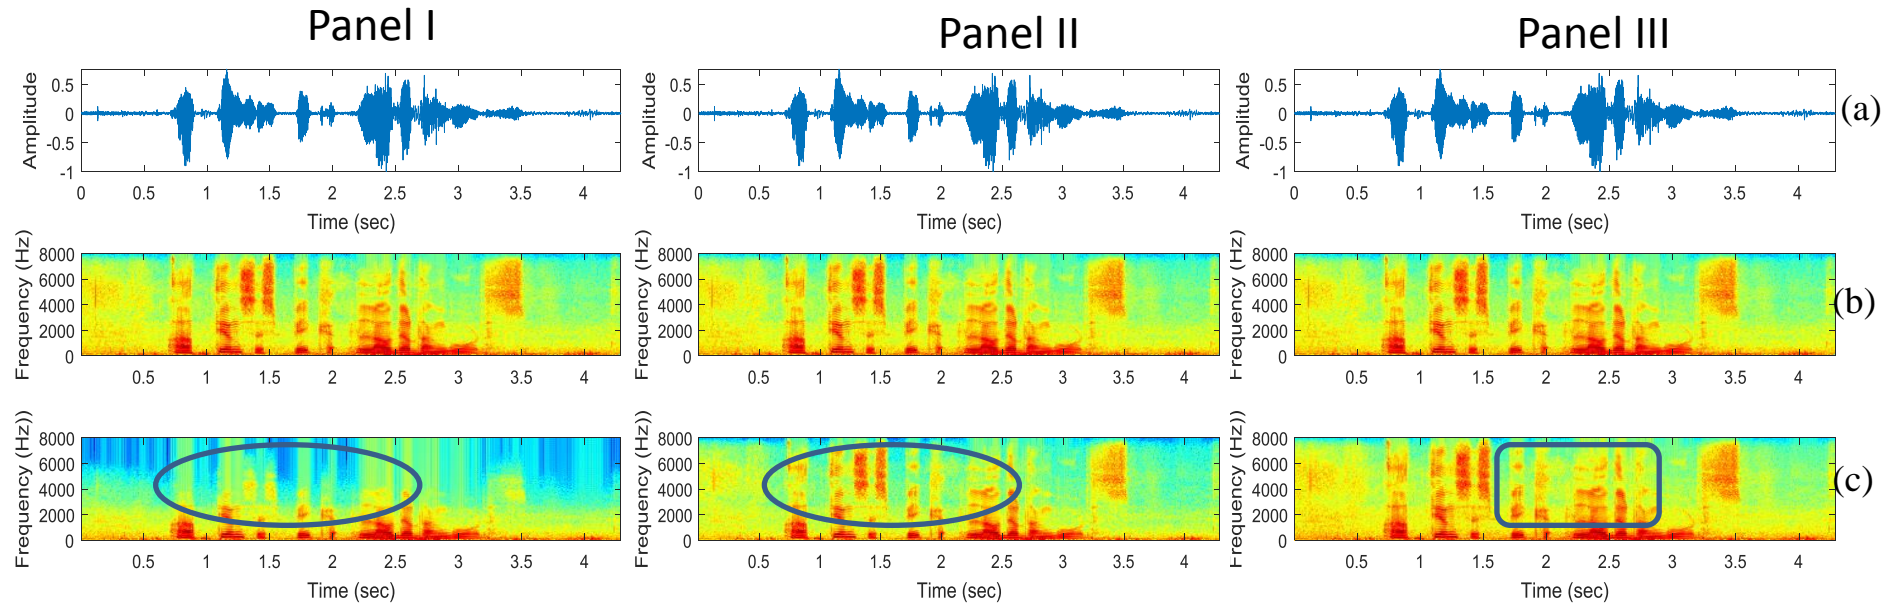 Panel I
Panel II
Panel III
Amplitude
0.5
0
-0.5
-1
0 0.5 1 1.5 2 2.5 3 3.5 4
Time (sec)
Amplitude
0.5
0
-0.5
-1
0 0.5 1 1.5 2 2.5 3 3.5 4
Time (sec)
Amplitude
0.5
0
-0.5
-1
0 0.5 1 1.5 2 2.5 3 3.5 4
Time (sec)
(a)
Frequency (Hz)
8000
6000
4000
2000
0
0.5 1 1.5 2 2.5 3 3.5 4
Frequency (Hz)
8000
6000
4000
2000
0
0.5 1 1.5 2 2.5 3 3.5 4
Frequency (Hz)
8000
6000
4000
2000
0
0.5 1 1.5 2 2.5 3 3.5 4
(b)
Frequency (Hz))
8000
6000
4000
2000
0
0.5 1 1.5 2 2.5 3 3.5 4
Time (sec)
Frequency (Hz))
8000
6000
4000
2000
0
0.5 1 1.5 2 2.5 3 3.5 4
Time (sec)
Frequency (Hz))
8000
6000
4000
2000
0
0.5 1 1.5 2 2.5 3 3.5 4
Time (sec)
(c)